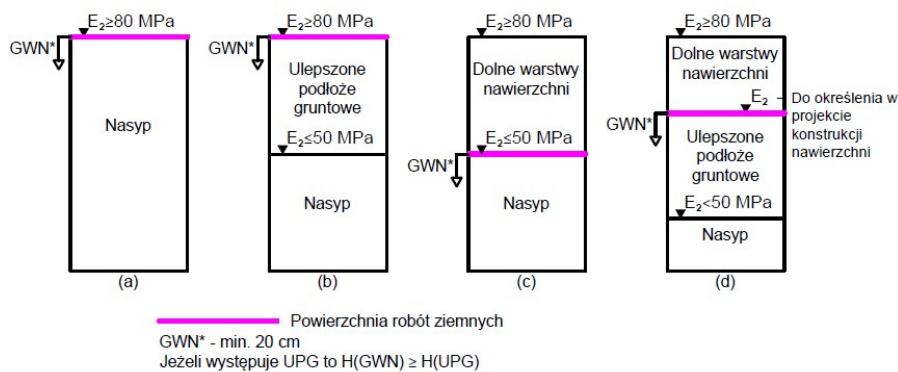 E₂≥80 MPa
GWN*
Nasyp
(a)
E₂≥80 MPa
GWN*
Ulepszone
podłoże
gruntowe
E₂≤50 MPa
Nasyp
(b)
E₂≥80 MPa
Dolne warstwy
nawierzchni
E₂≤50 MPa
GWN*
Nasyp
(c)
E₂≥80 MPa
Dolne warstwy
nawierzchni
E₂ - Do określenia w
projekcie
konstrukcji
nawierzchni
GWN*
Ulepszone
podłoże
gruntowe
E₂<50 MPa
Nasyp
(d)
Powierzchnia robót ziemnych
GWN* - min. 20 cm
Jeżeli występuje UPG to H(GWN) ≥ H(UPG)